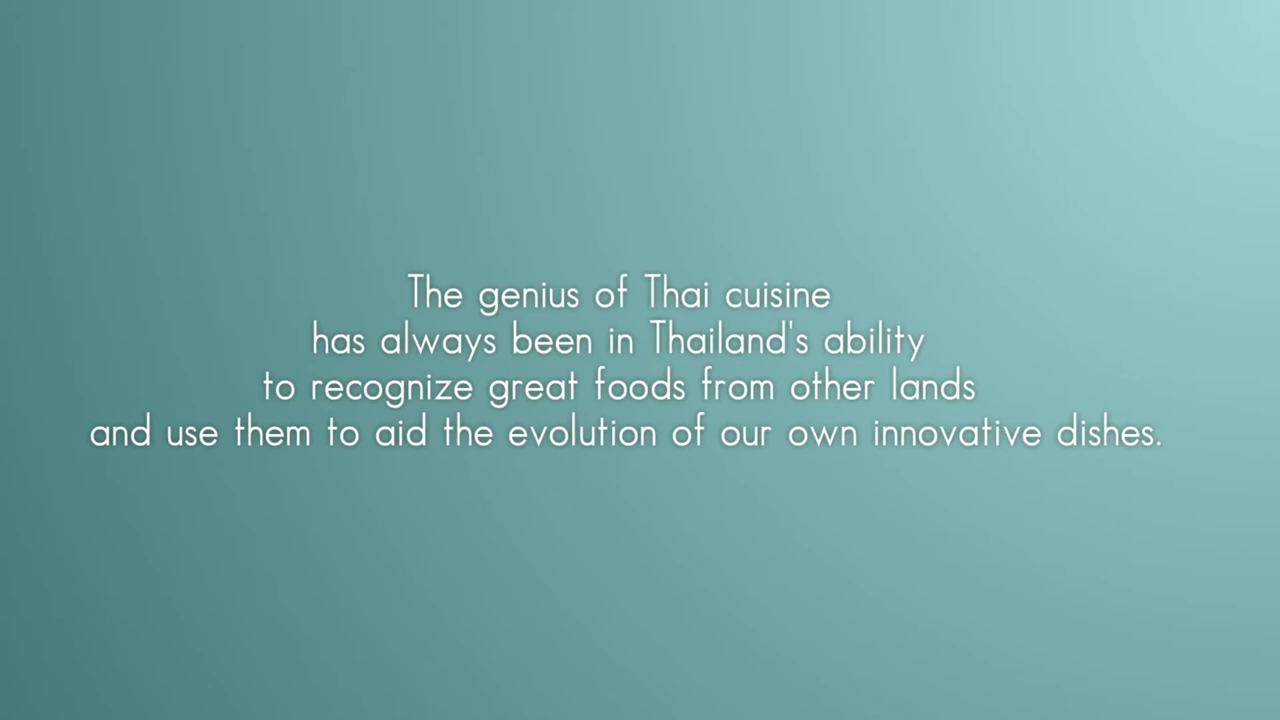 The genius of Thai cuisine
has always been in Thailand's ability
to recognize great foods from other lands
and use them to aid the evolution of our own innovative dishes.